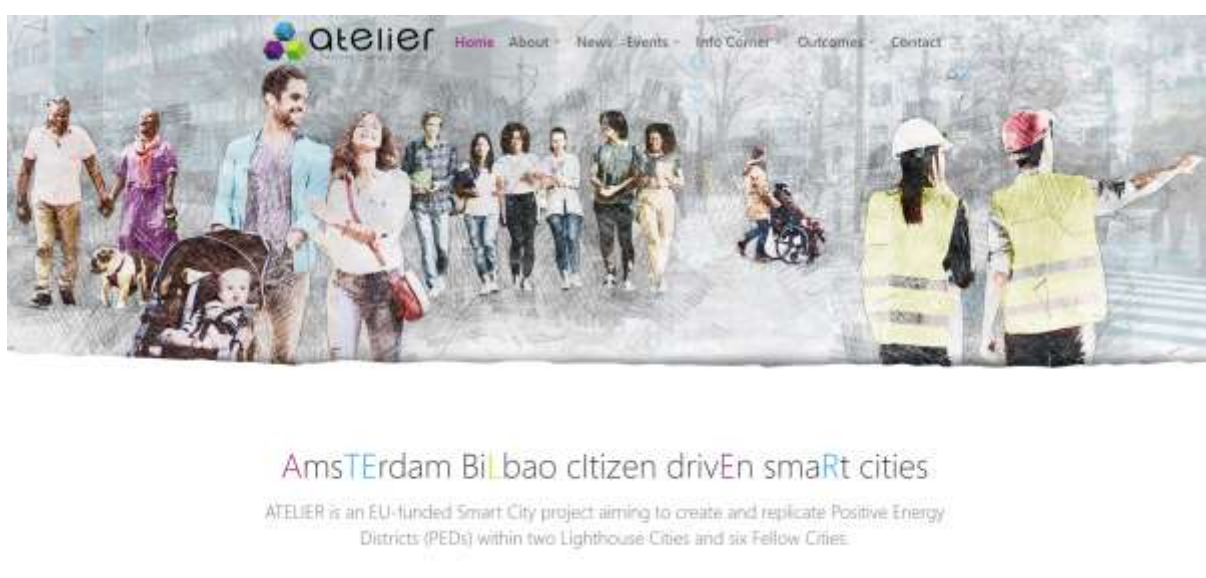 atelier
Home About News -Events Info Corner Outcomes Contact
AmsTErdam BiLbao cItizen drivEn smaRt cities
ATELIER is an EU-funded Smart City project aiming to create and replicate Positive Energy
Districts (PEDs) within two Lighthouse Cities and six Fellow Cities.